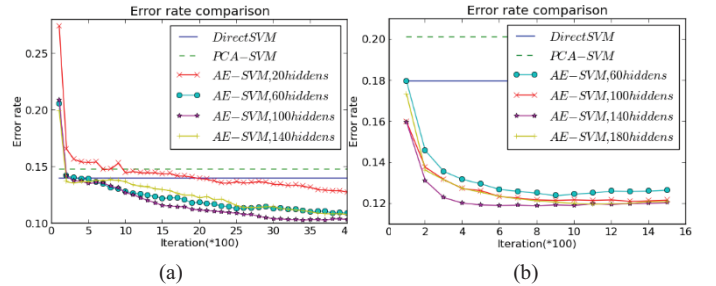 Error rate comparison
Error rate
0.25
0.20
0.15
0.10
DirectSVM
PCA-SVM
AE-SVM,20hiddens
AE-SVM,60hiddens
AE-SVM,100hiddens
AE-SVM,140hiddens
0 5 10 15 20 25 30 35 40
Iteration(*100)
(a)
Error rate comparison
Error rate
0.20
0.18
0.16
0.14
0.12
DirectSVM
PCA-SVM
AE-SVM,60hiddens
AE-SVM,100hiddens
AE-SVM,140hiddens
AE-SVM,180hiddens
0 2 4 6 8 10 12 14 16
Iteration(*100)
(b)